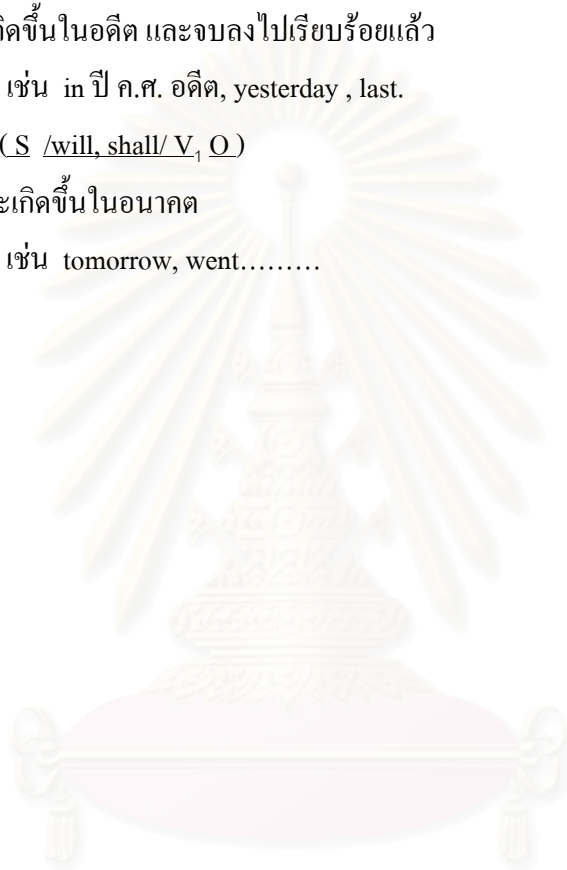 กิดขึ้นในอดีต และจบลงไปเรียบร้อยแล้ว
เช่น in ปี ค.ศ. อดีต, yesterday , last.
( S /will, shall/ V₁ O )
ะเกิดขึ้นในอนาคต
เช่น tomorrow, went.........